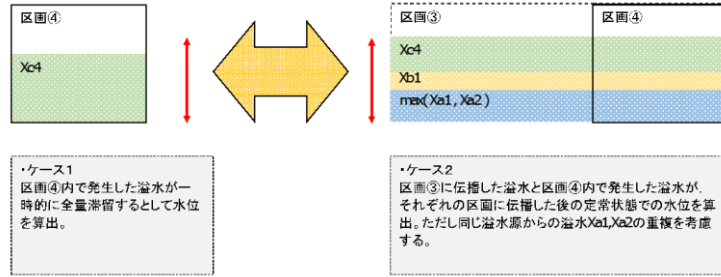 区画④
Xc4
区画③
区画④
Xc4
Xb1
max(Xa1,Xa2)
・ケース1
区画④内で発生した溢水が一
時的に全量滞留するとして水位
を算出。
・ケース2
区画③に伝播した溢水と区画④内で発生した溢水が、
それぞれの区画に伝播した後の定常状態での水位を算
出。ただし同じ溢水源からの溢水Xa1,Xa2の重複を考慮
する。